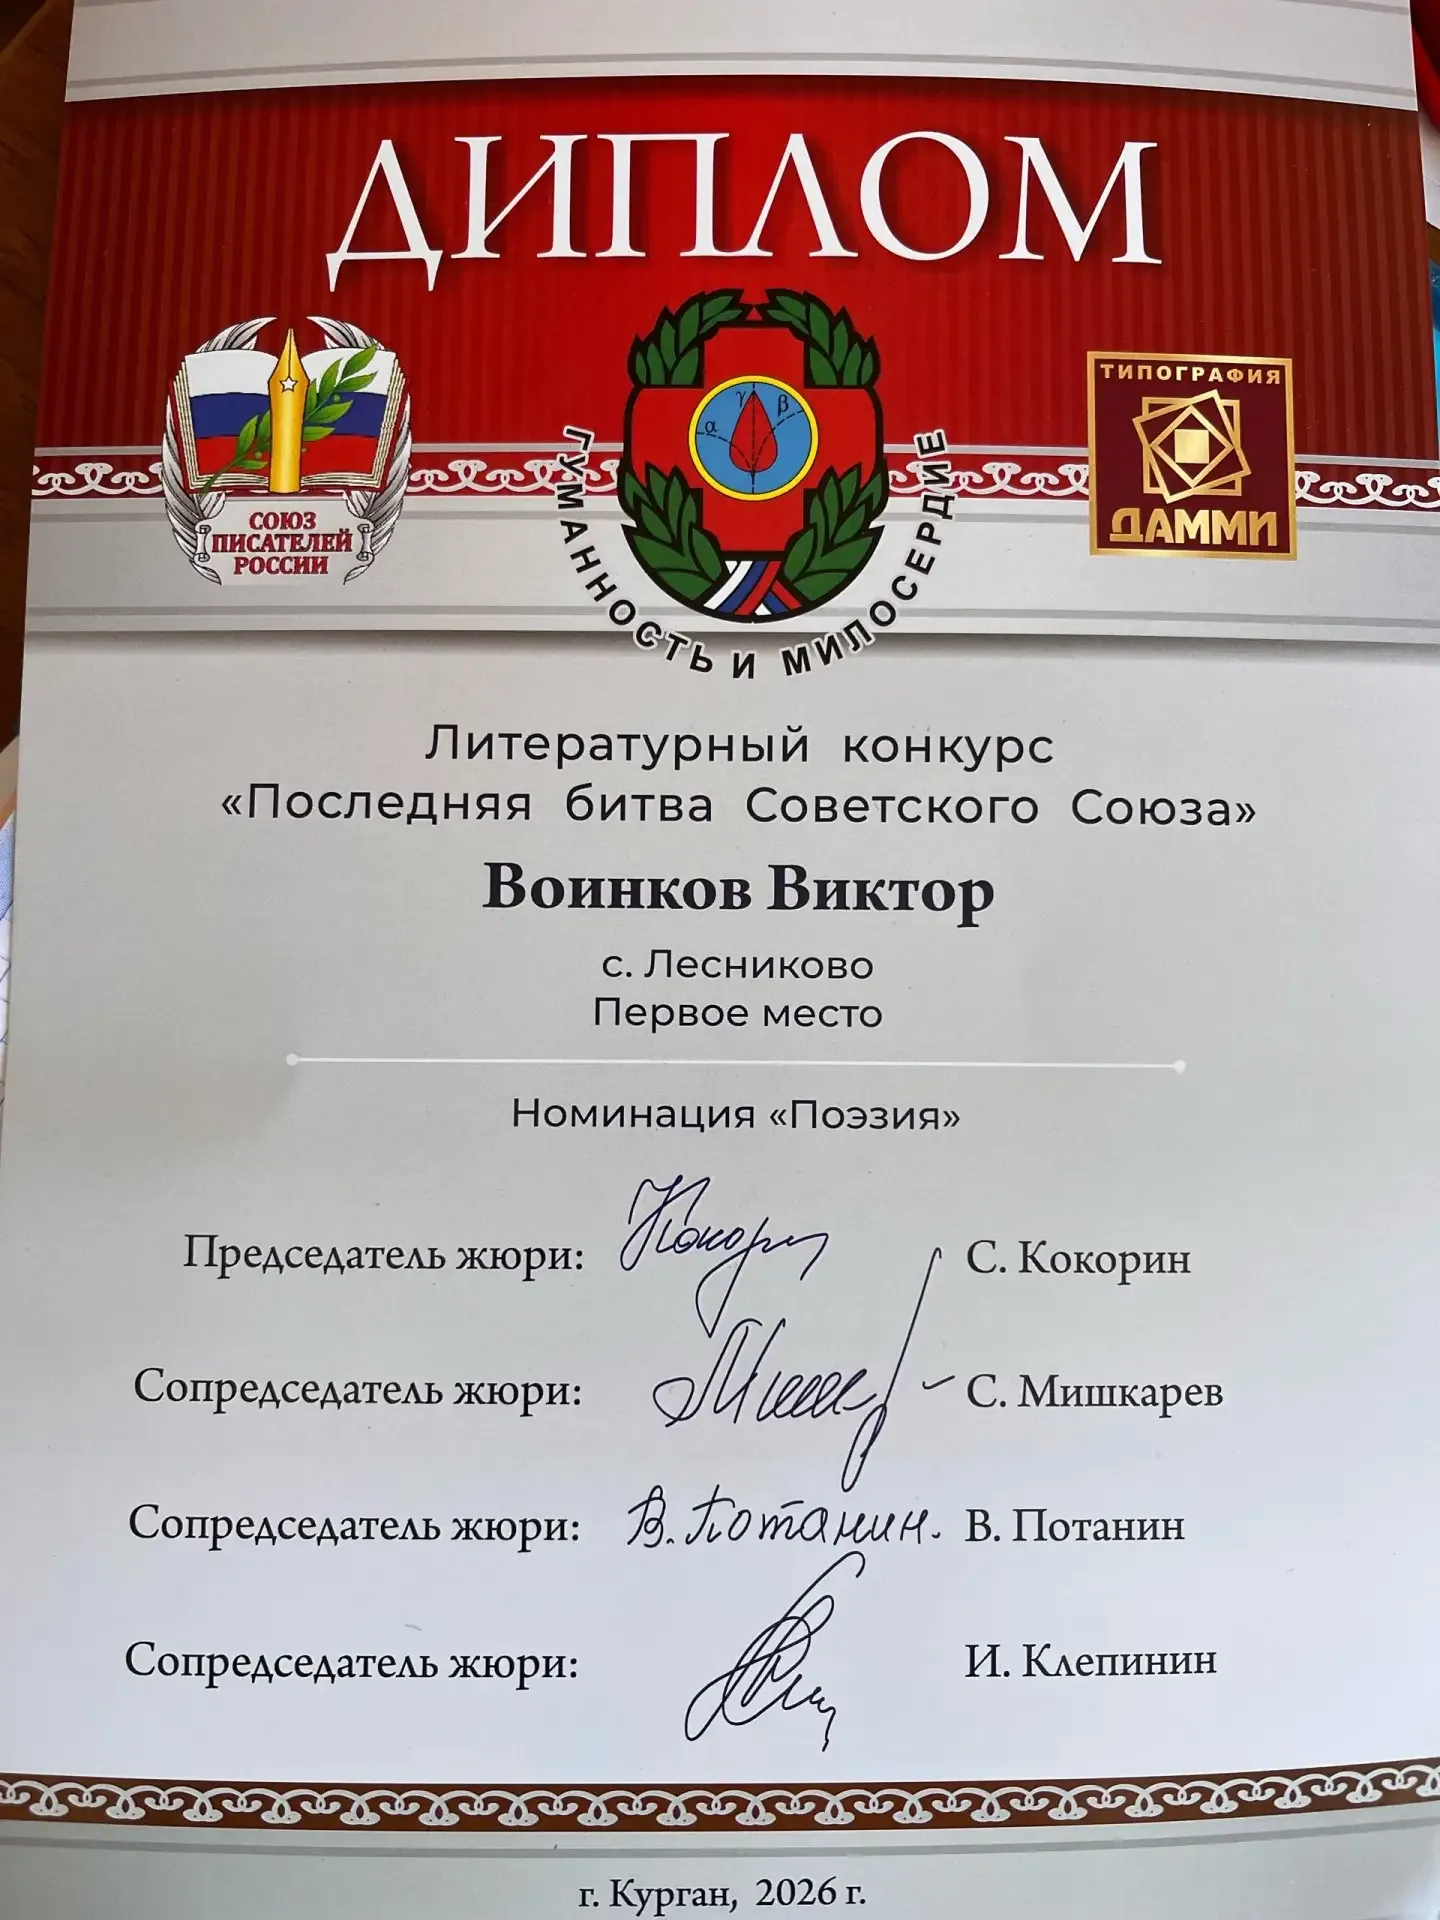 ДИПЛОМ
СОЮЗ
ПИСАТЕЛЕЙ
РОССИИ
α γ β
ГУМАННОСТЬ И МИЛОСЕРДИЕ
ТИПОГРАФИЯ
ДАММИ
Литературный конкурс
«Последняя битва Советского Союза»
Воинков Виктор
с. Лесниково
Первое место
Номинация «Поэзия»
Председатель жюри: С. Кокорин
Сопредседатель жюри: С. Мишкарев
Сопредседатель жюри: В. Потанин. В. Потанин
Сопредседатель жюри: И. Клепинин
г. Курган, 2026 г.